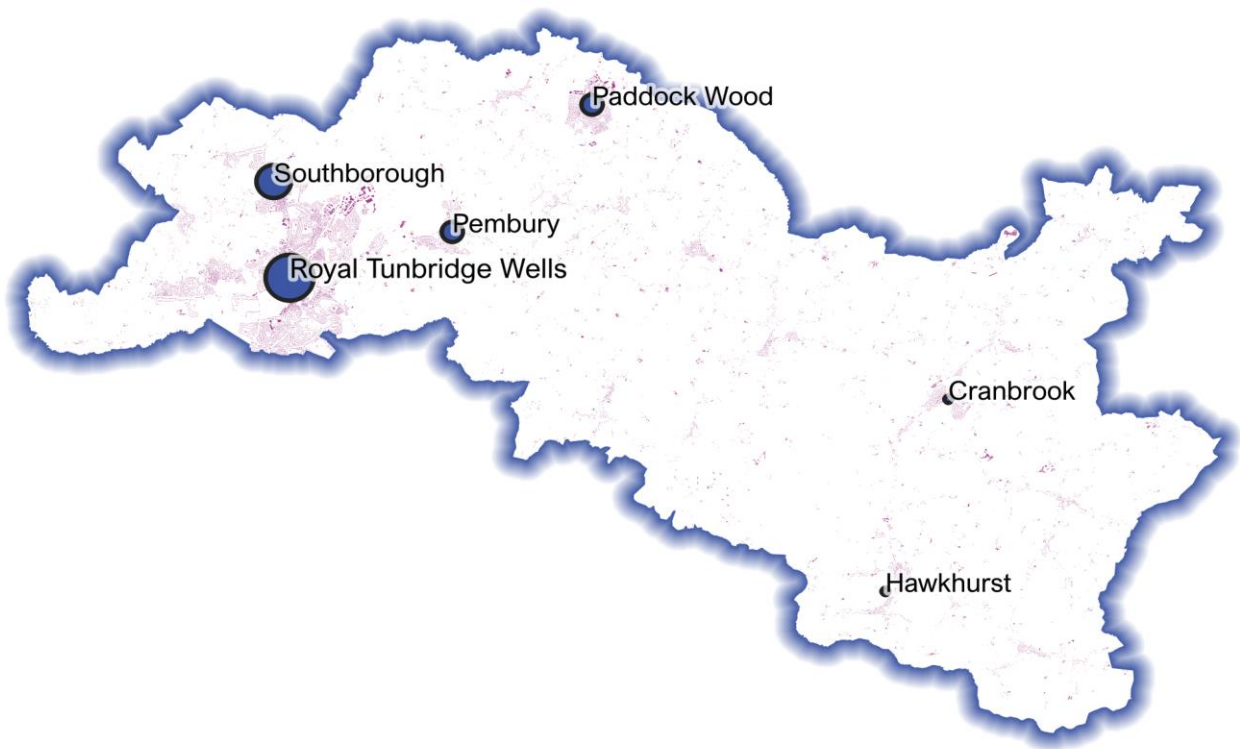 Paddock Wood
Southborough
Pembury
Royal Tunbridge Wells
Cranbrook
Hawkhurst